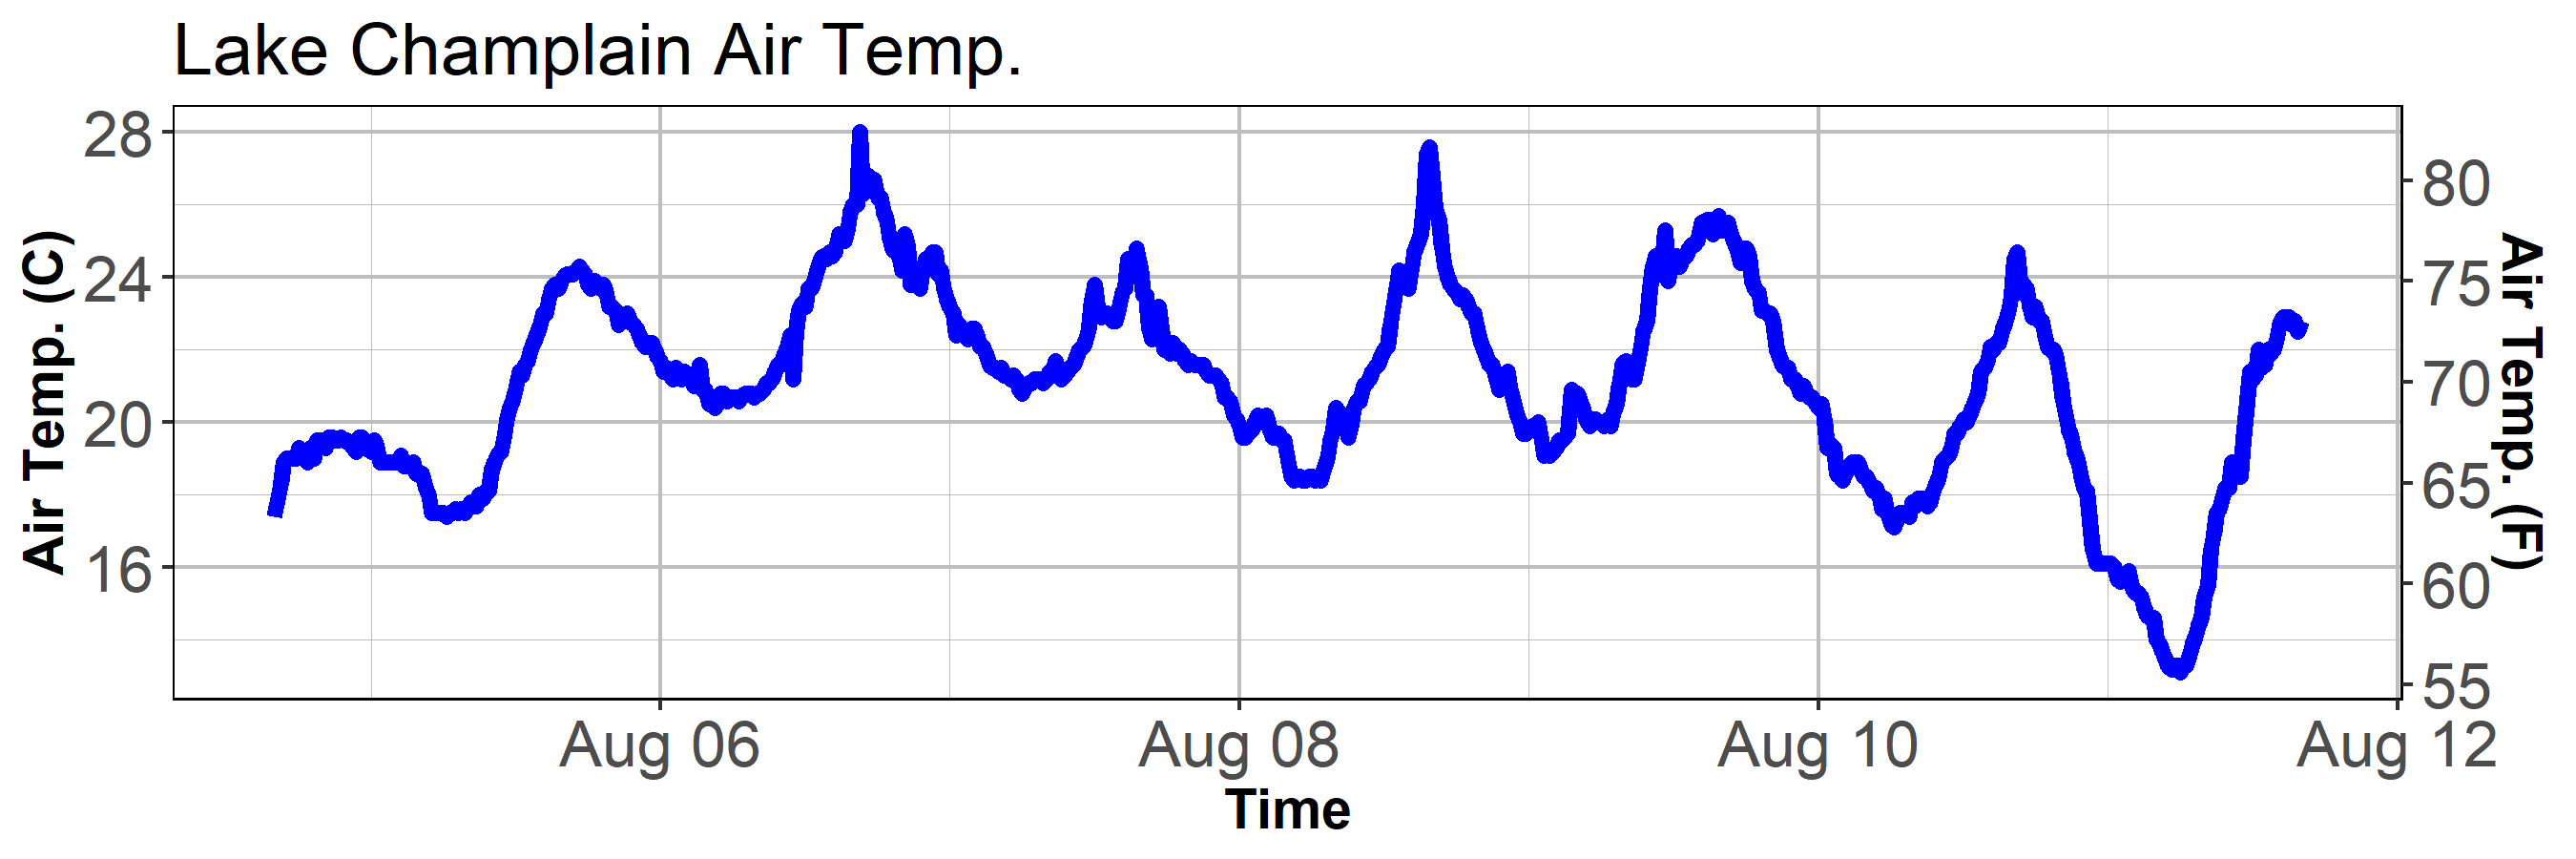 Lake Champlain Air Temp.
28
24
20
16
Air Temp. (C)
80
75
70
65
60
55
Air Temp. (F)
Aug 06
Aug 08
Aug 10
Aug 12
Time